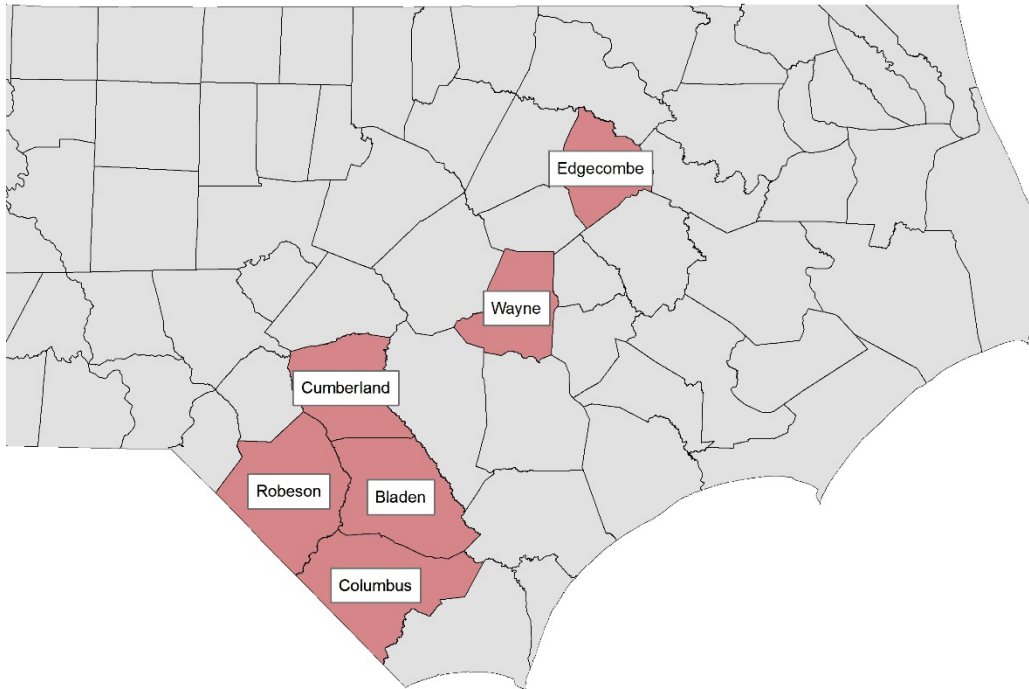 Edgecombe
Wayne
Cumberland
Robeson
Bladen
Columbus